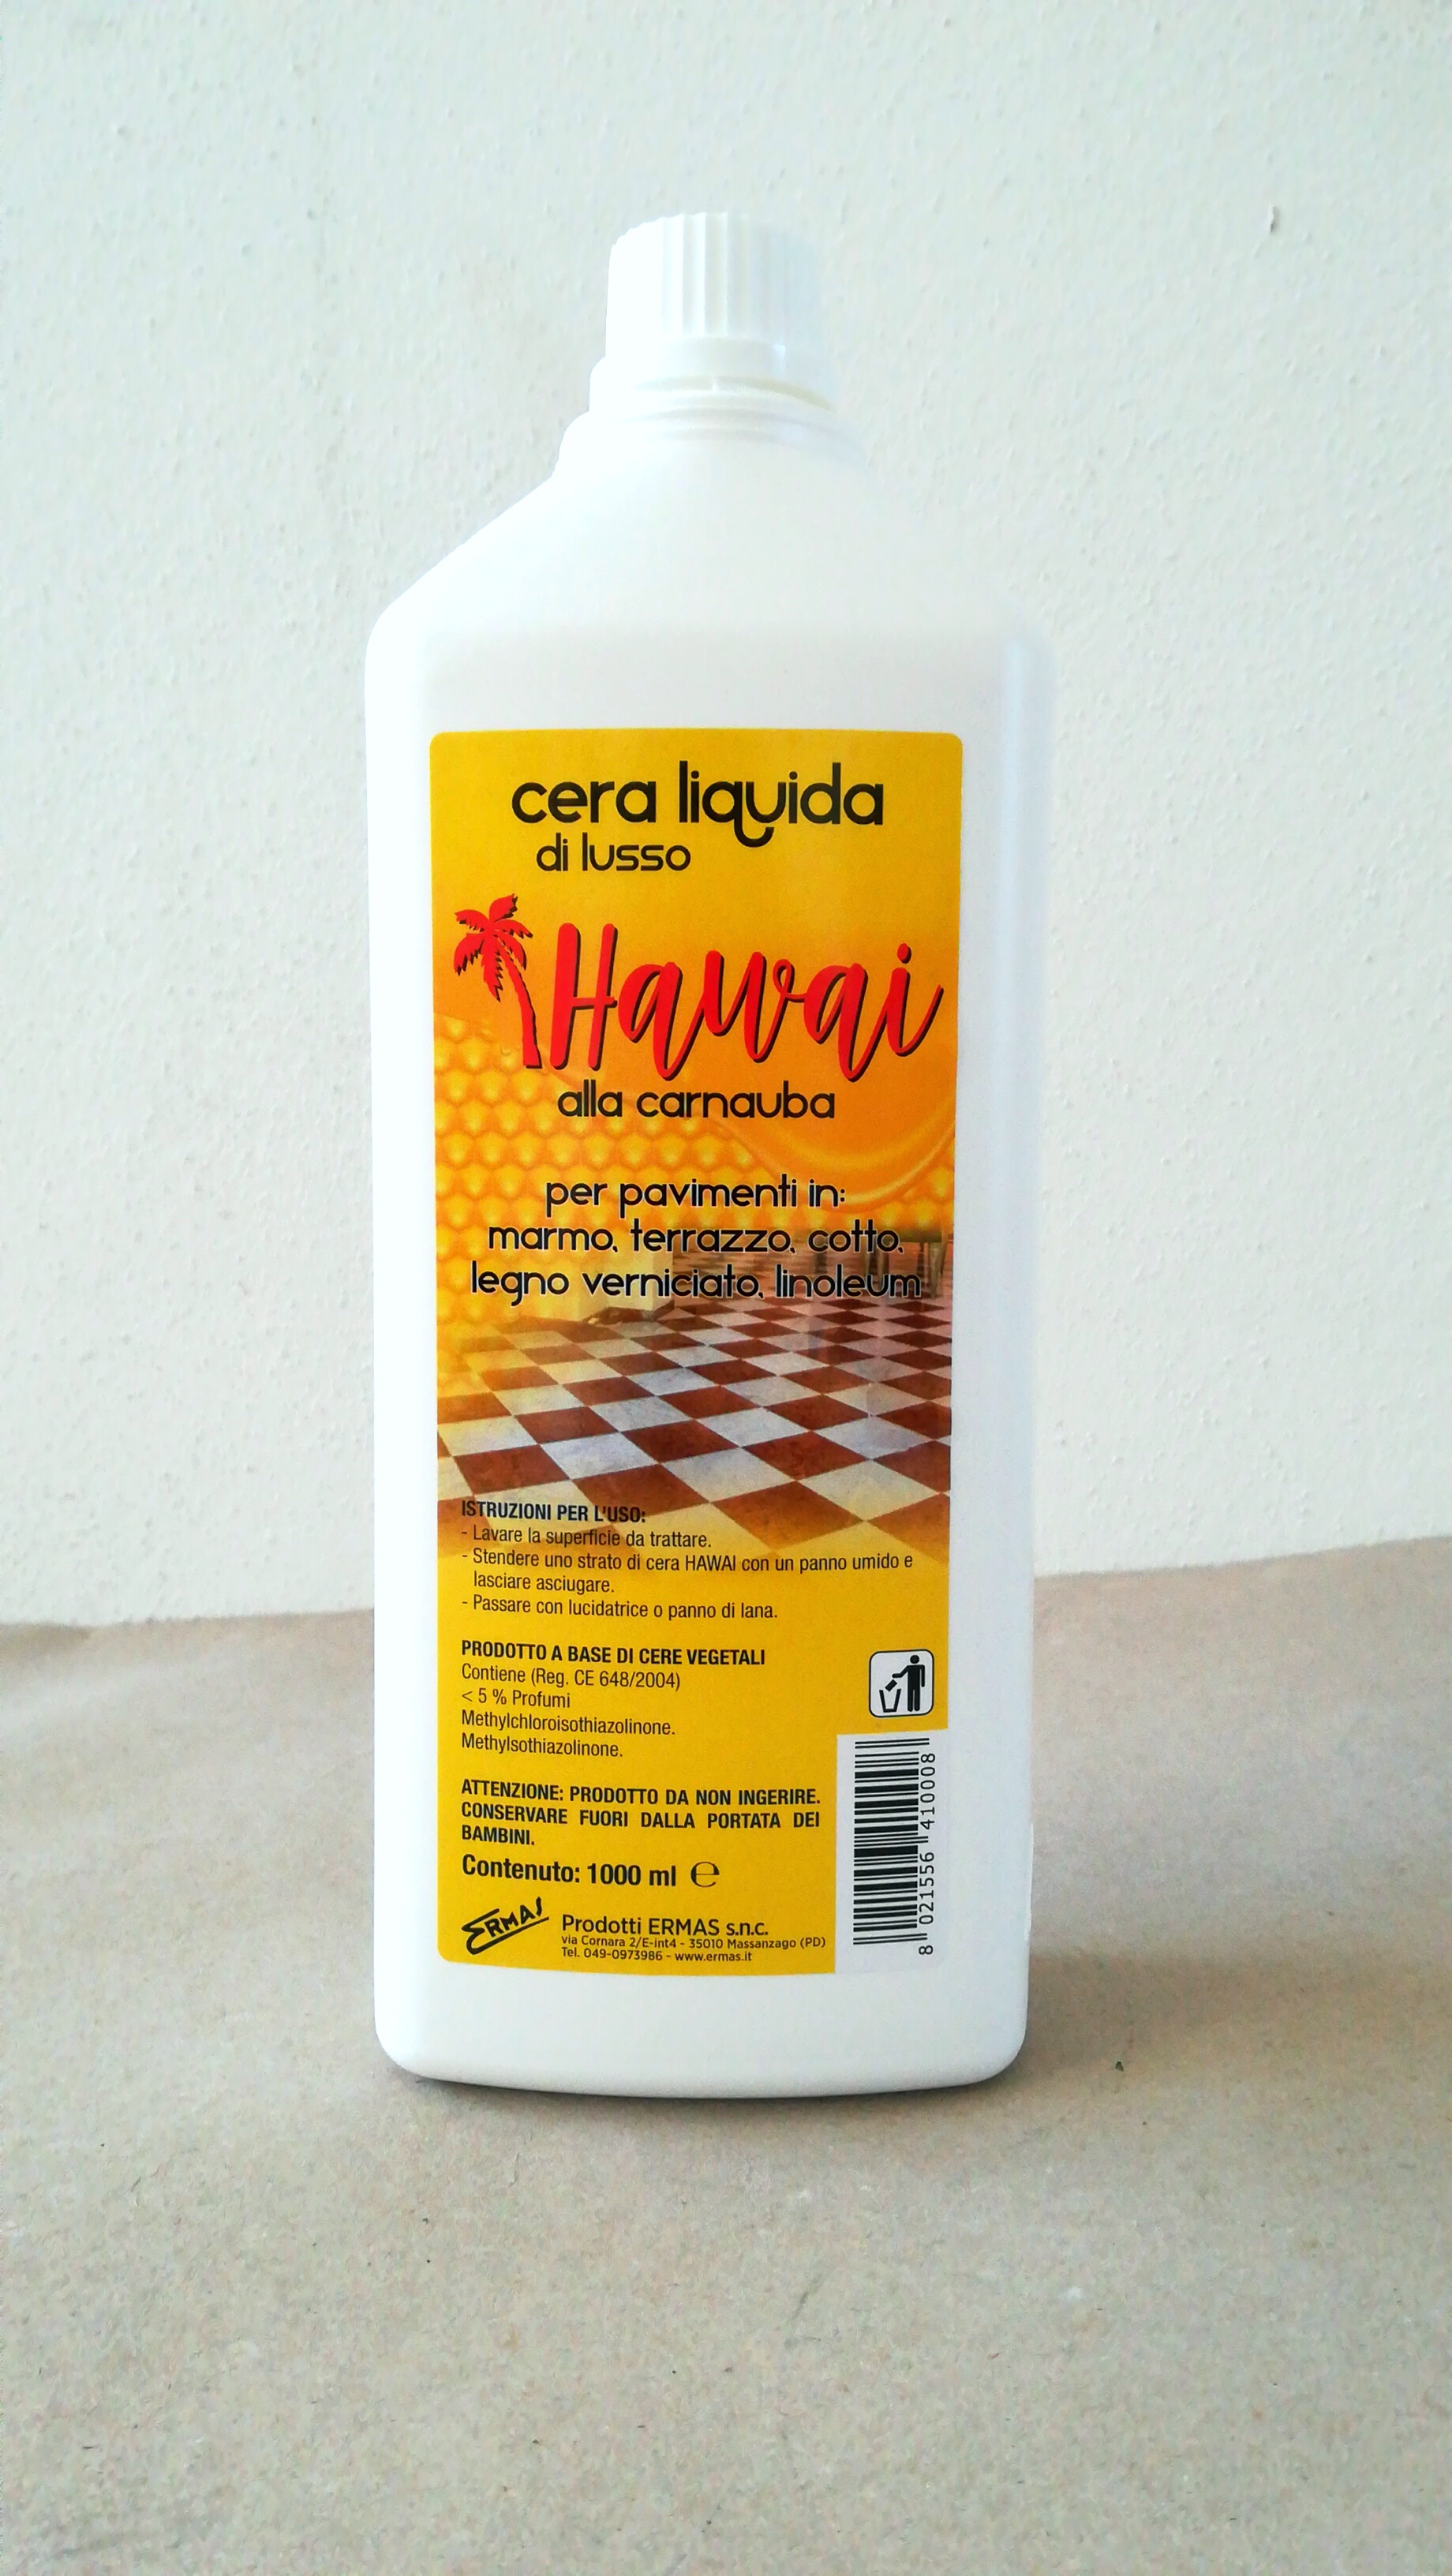 cera liquida
di lusso
Hawai
alla carnauba
per pavimenti in:
marmo, terrazzo, cotto,
legno verniciato, linoleum
ISTRUZIONI PER L'USO:
- Lavare la superficie da trattare.
- Stendere uno strato di cera HAWAI con un panno umido e
lasciare asciugare.
- Passare con lucidatrice o panno di lana.
PRODOTTO A BASE DI CERE VEGETALI
Contiene (Reg. CE 648/2004)
< 5 % Profumi
Methylchloroisothiazolinone.
Methylsothiazolinone.
ATTENZIONE: PRODOTTO DA NON INGERIRE.
CONSERVARE FUORI DALLA PORTATA DEI
BAMBINI.
Contenuto: 1000 ml ℮
ERMAS
Prodotti ERMAS s.n.c.
via Cornara 2/E-int4 - 35010 Massanzago (PD)
Tel. 049-0973986 - www.ermas.it
8 021556 410008